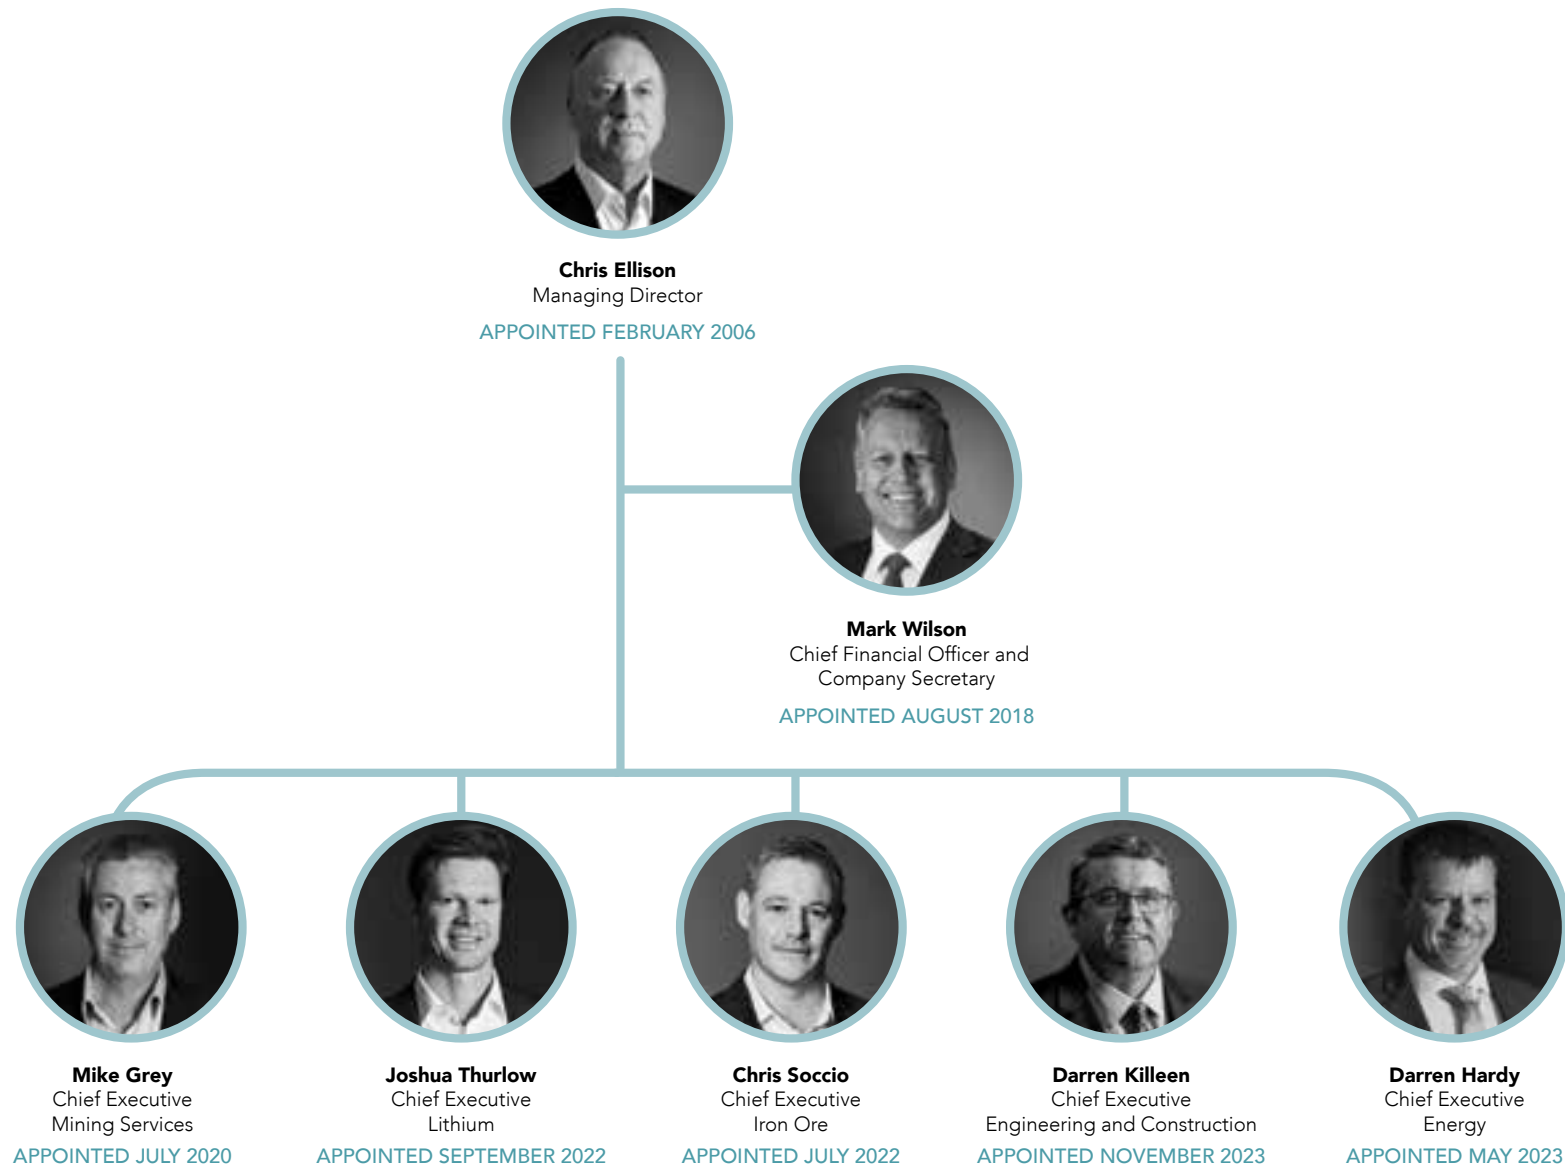 Chris Ellison
Managing Director
APPOINTED FEBRUARY 2006
Mark Wilson
Chief Financial Officer and
Company Secretary
APPOINTED AUGUST 2018
Mike Grey
Chief Executive
Mining Services
APPOINTED JULY 2020
Joshua Thurlow
Chief Executive
Lithium
APPOINTED SEPTEMBER 2022
Chris Soccio
Chief Executive
Iron Ore
APPOINTED JULY 2022
Darren Killeen
Chief Executive
Engineering and Construction
APPOINTED NOVEMBER 2023
Darren Hardy
Chief Executive
Energy
APPOINTED MAY 2023